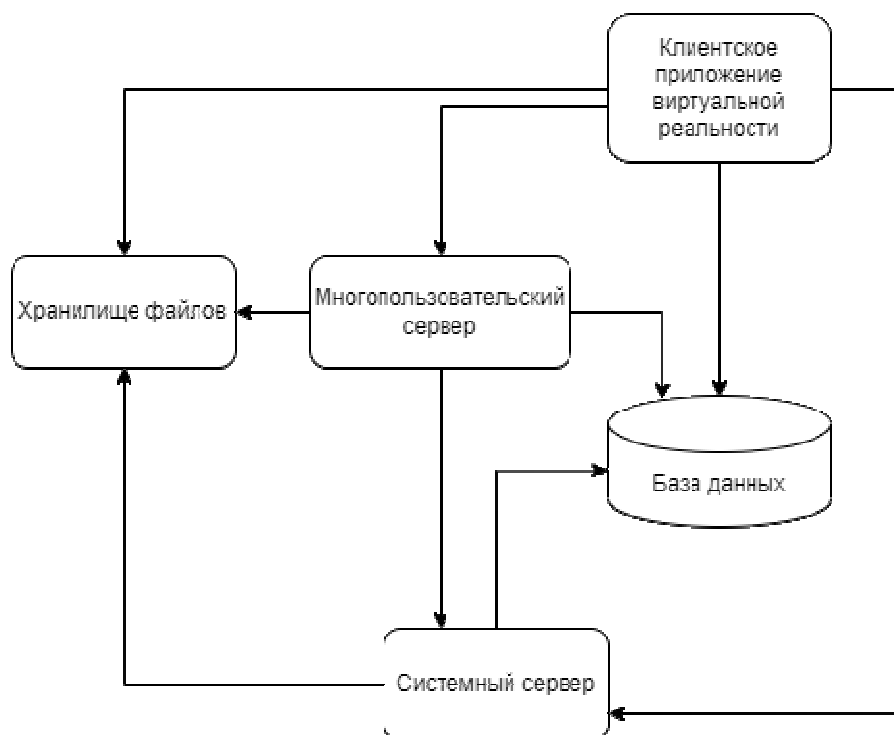 Клиентское
приложение
виртуальной
реальности
Хранилище файлов
Многопользовательский
сервер
База данных
Системный сервер